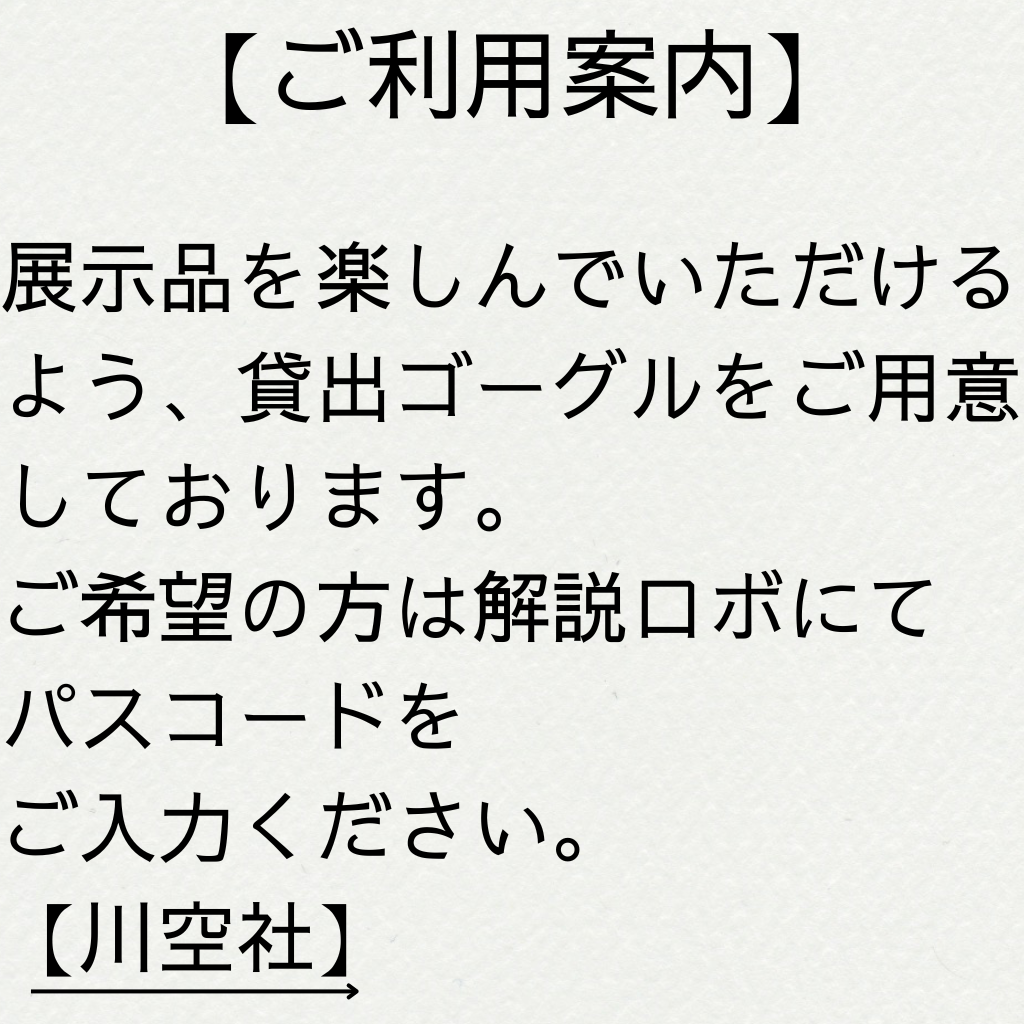 【ご利用案内】
展示品を楽しんでいただける
よう、貸出ゴーグルをご用意
しております。
ご希望の方は解説ロボにて
パスコードを
ご入力ください。
【川空社】